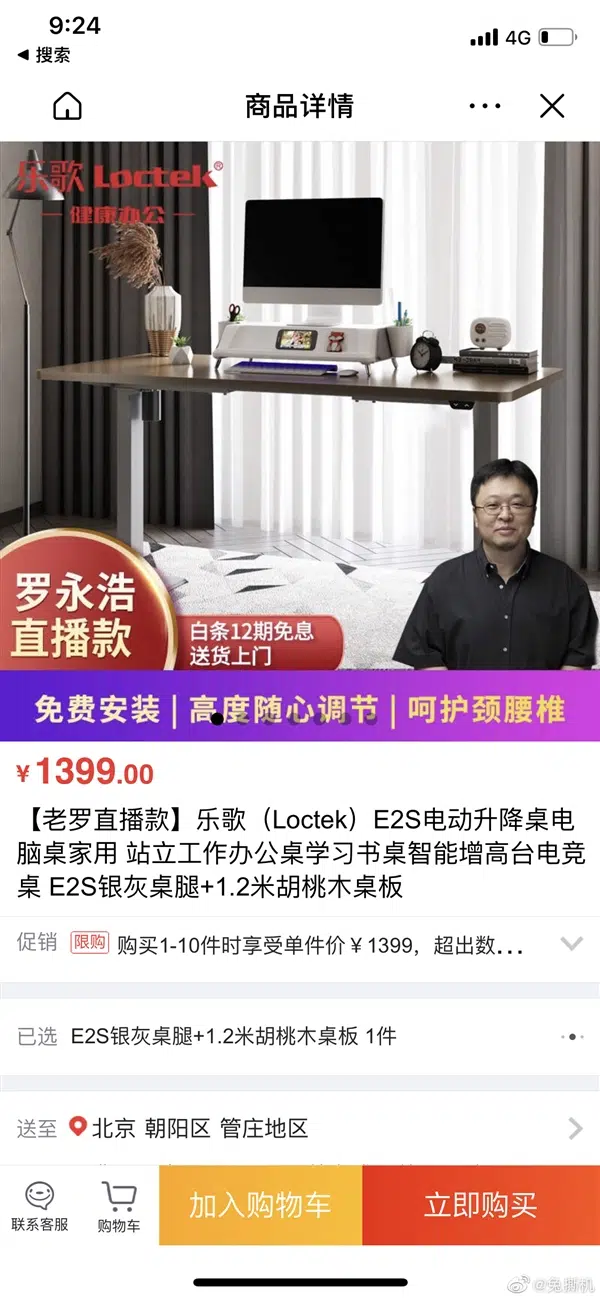 9:24
4G
搜索
商品详情
乐歌 Loctek®
健康办公
罗永浩
直播款
白条12期免息
送货上门
免费安装|高度随心调节|呵护颈腰椎
¥1399.00
【老罗直播款】乐歌（Loctek）E2S电动升降桌电
脑桌家用 站立工作办公桌学习书桌智能增高台电竞
桌 E2S银灰桌腿+1.2米胡桃木桌板
促销 限购 购买1-10件时享受单件价￥1399，超出数...
已选 E2S银灰桌腿+1.2米胡桃木桌板 1件
送至 北京 朝阳区 管庄地区
联系客服 购物车 加入购物车 立即购买
@兔撕机